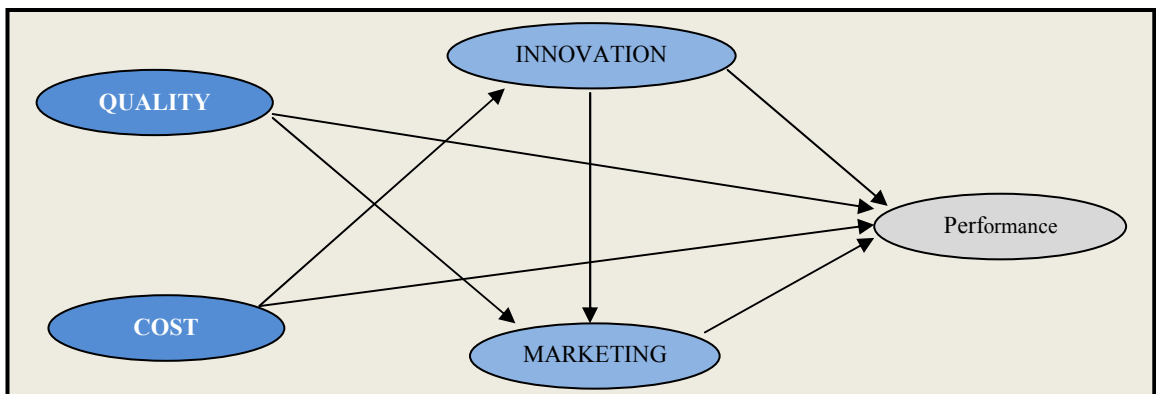 INNOVATION
QUALITY
Performance
COST
MARKETING